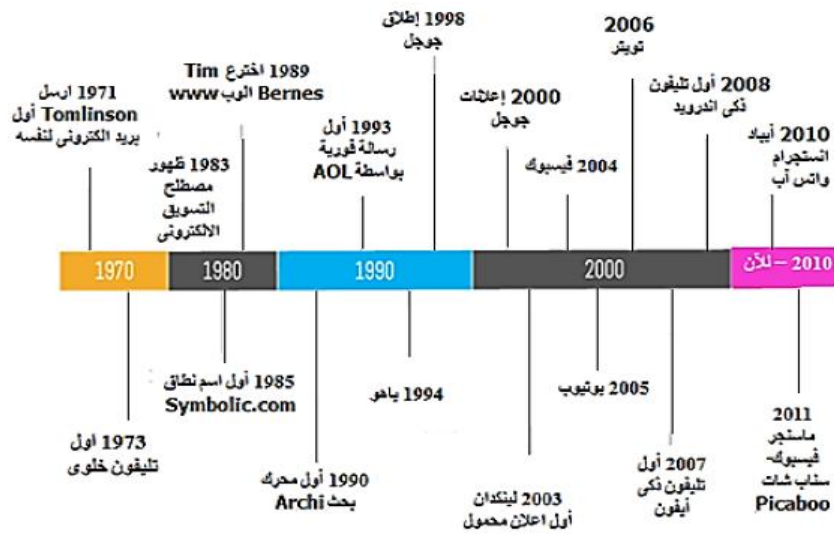 1971 ارسل
Tomlinson أول
بريد الكترونى لنفسه
1983 ظهور
مصطلح
التسويق
الالكترونى
1989 اخترع Tim
Bernes الوب www
1993 أول
رسالة فورية
بواسطة AOL
1998 إطلاق
جوجل
2000 إعلانات
جوجل
2004 فيسبوك
2006
تويتر
2008 أول تليفون
ذكى اندرويد
2010 أيباد
انستجرام
واتس آب
1970
1980
1990
2000
2010 – للآن
1973 اول
تليفون خلوى
1985 أول اسم نطاق
Symbolic.com
1990 أول محرك
بحث Archi
1994 ياهو
2003 لينكدان
أول اعلان محمول
2005 يوتيوب
2007 أول
تليفون ذكى
أيفون
2011
ماسنجر
فيسبوك-
سناب شات
Picaboo